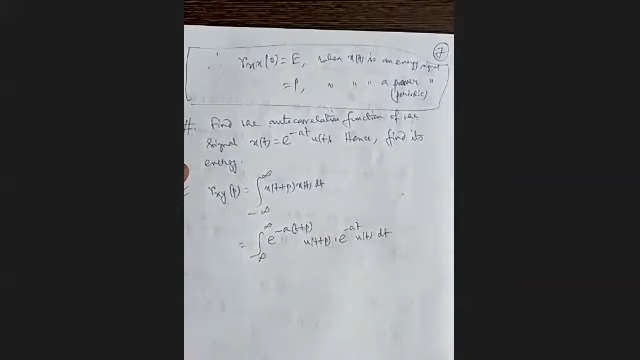 7
∴ rxx(0) = E, when x(t) is an energy signal
= P, " " " a power "
(periodic)
#. Find the autocorrelation function of the
signal x(t) = e^{-at} u(t). Hence, find its
energy.
rxy(p) = ∫_{-∞}^{∞} x(t+p) x(t) dt
= ∫_{-∞}^{∞} e^{-a(t+p)} u(t+p). e^{-at} u(t) dt